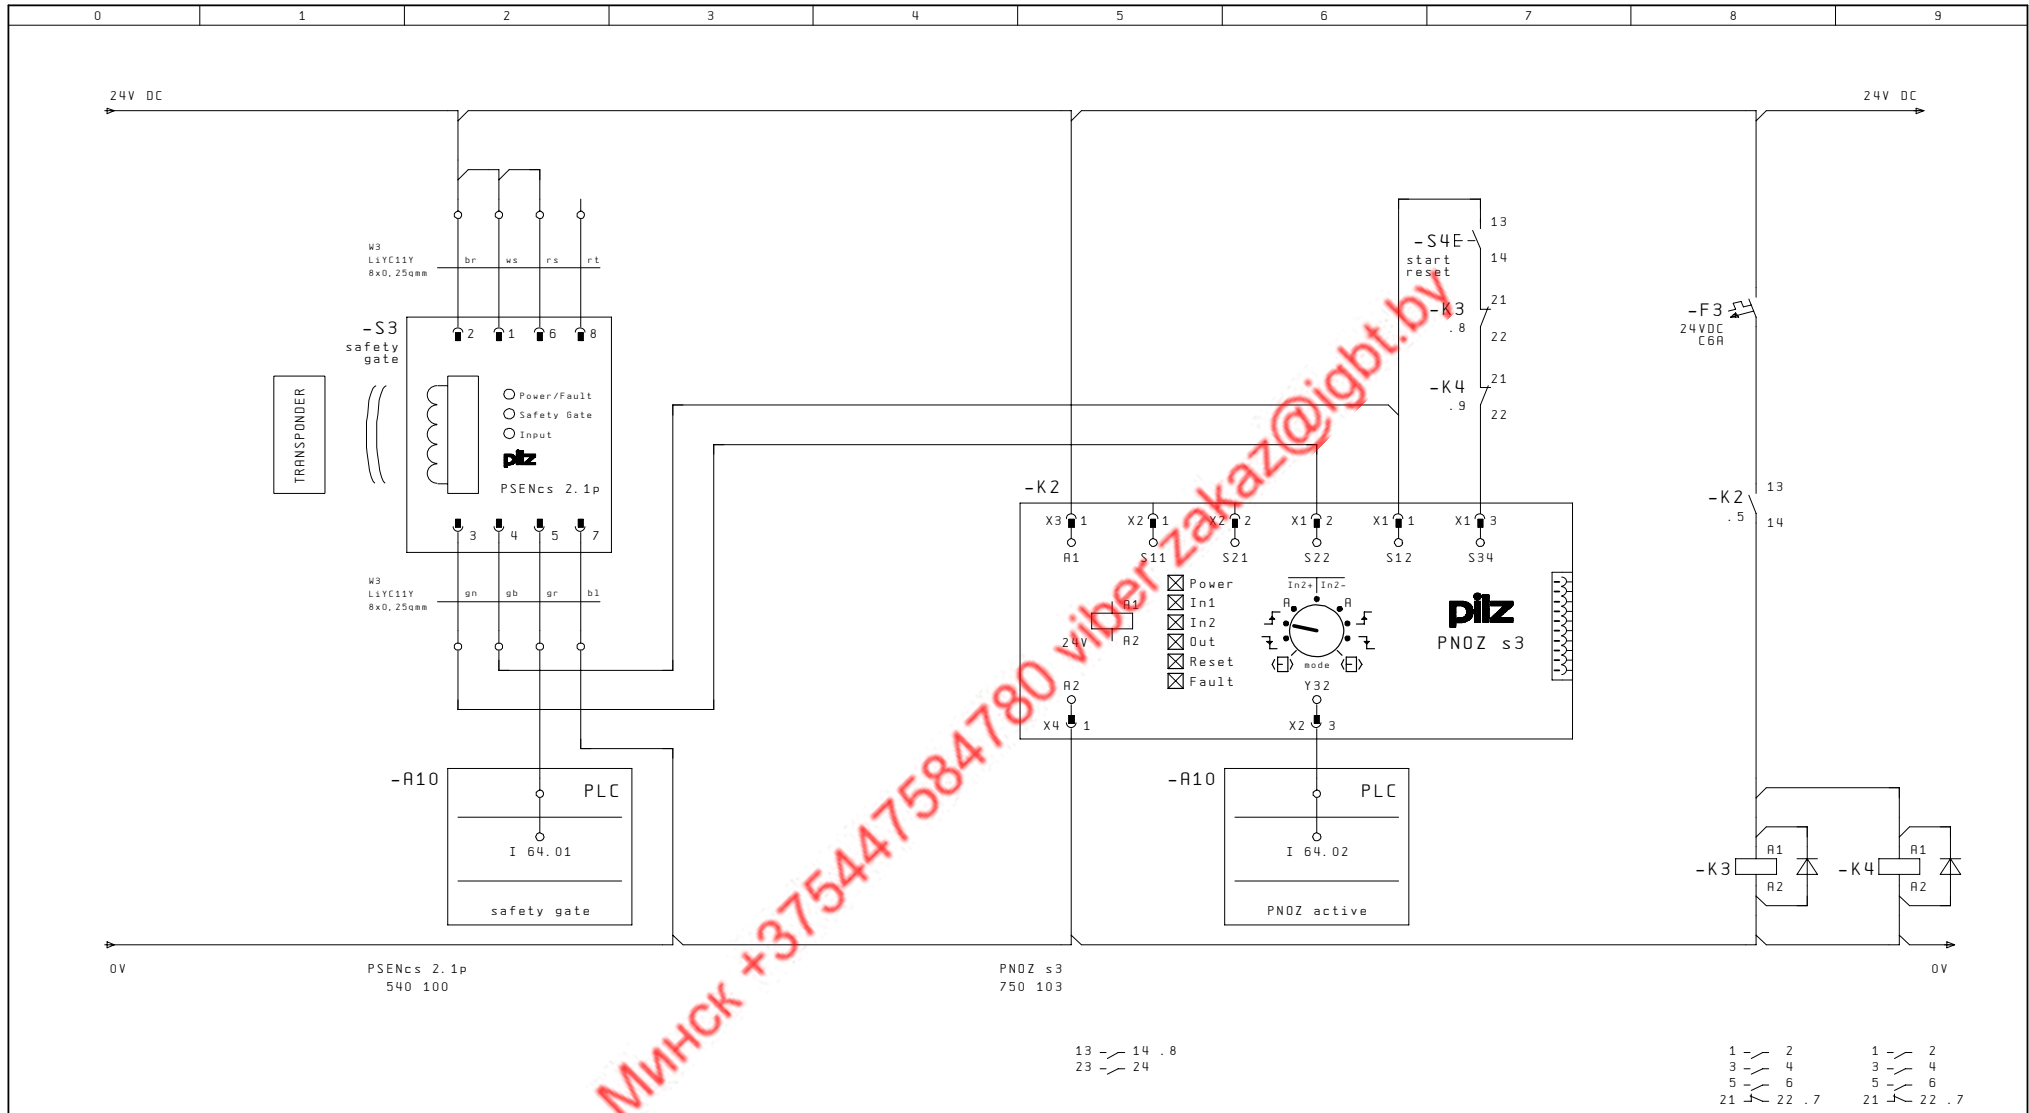 0 1 2 3 4 5 6 7 8 9
24V DC
24V DC
W3
LiYC11Y
8x0,25qmm
br ws rs rt
-S3
safety
gate
2 1 6 8
TRANSPONDER
Power/Fault
Safety Gate
Input
pilz
PSENcs 2.1p
3 4 5 7
W3
LiYC11Y
8x0,25qmm
gn gb gr bl
-A10
PLC
I 64.01
safety gate
-S4E
start
reset
13
14
-K3
.8
21
22
-K4
.9
21
22
-K2
X3 1 X2 1 X2 2 X1 2 X1 1 X1 3
A1 S11 S21 S22 S12 S34
Power
In1
In2
Out
Reset
Fault
A1
24V
A2
In2+ In2-
A A
mode
pilz
PNOZ s3
A2
Y32
X4 1
X2 3
-A10
PLC
I 64.02
PNOZ active
-F3
24VDC
C6A
-K2
.5
13
14
-K3
A1
A2
-K4
A1
A2
0V
0V
PSENcs 2.1p
540 100
PNOZ s3
750 103
13 14 .8
23 24
1 2
3 4
5 6
21 22 .7
1 2
3 4
5 6
21 22 .7
Минск +375447584780 viber zakaz@igbt.by